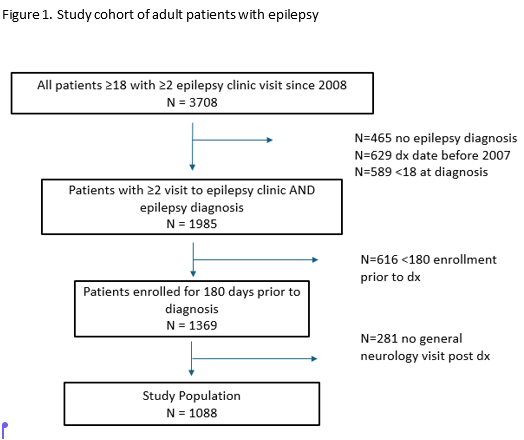 Figure 1. Study cohort of adult patients with epilepsy
All patients ≥18 with ≥2 epilepsy clinic visit since 2008
N = 3708
N=465 no epilepsy diagnosis
N=629 dx date before 2007
N=589 <18 at diagnosis
Patients with ≥2 visit to epilepsy clinic AND
epilepsy diagnosis
N = 1985
N=616 <180 enrollment
prior to dx
Patients enrolled for 180 days prior to
diagnosis
N = 1369
N=281 no general
neurology visit post dx
Study Population
N = 1088